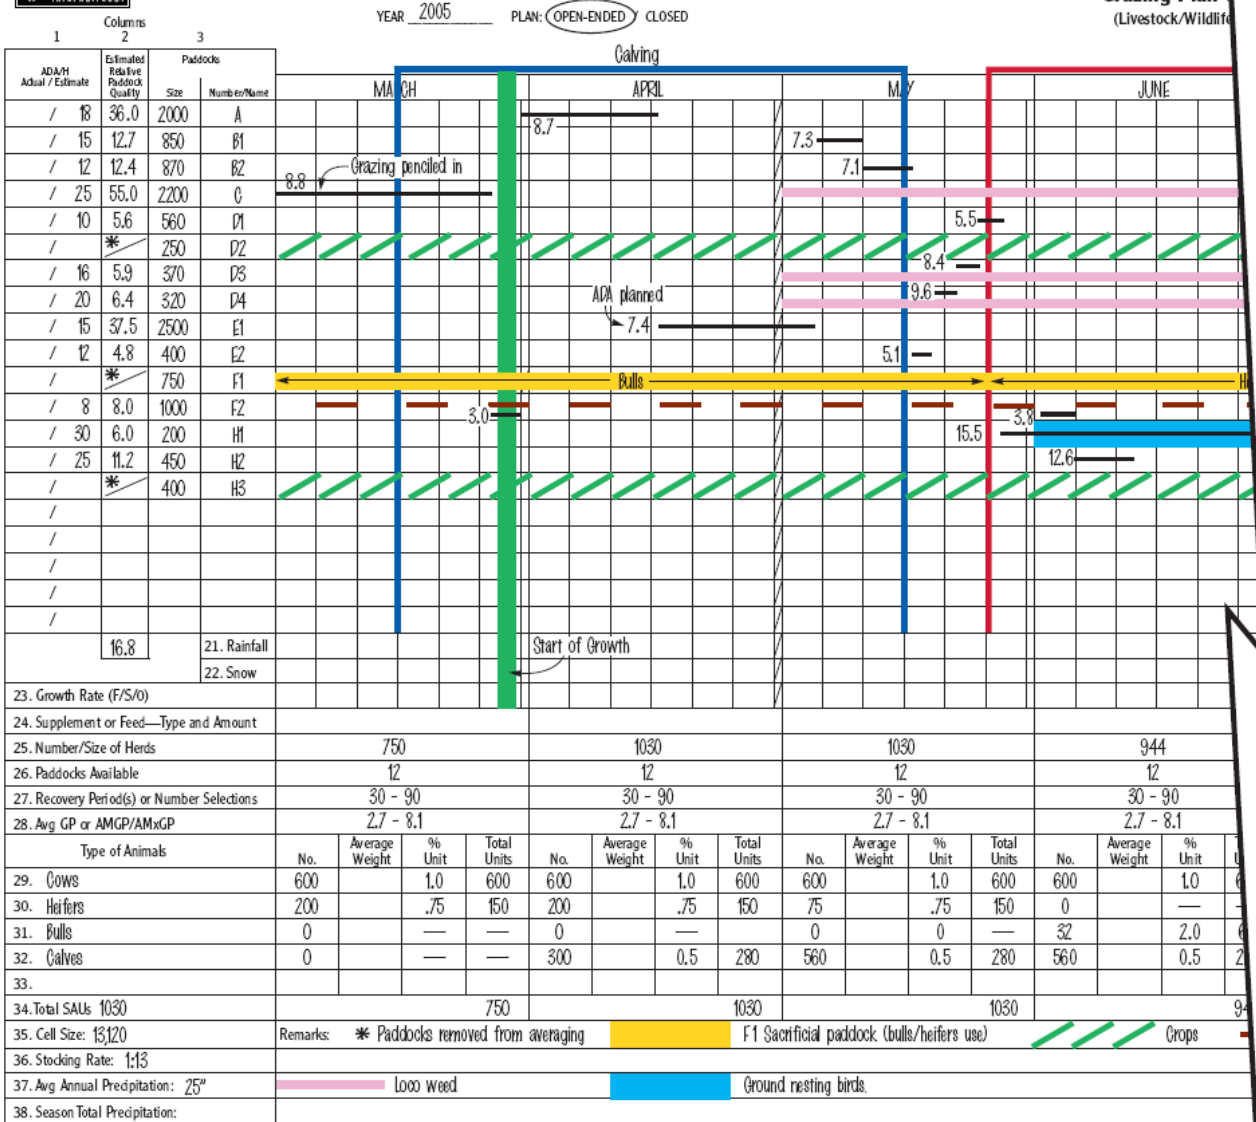 YEAR 2005 PLAN: OPEN-ENDED / CLOSED
(Livestock/Wildlife
Columns
1 2 3
Calving
ADA/H Actual / Estimate
Estimated Relative Paddock Quality
Paddocks
Size Number/Name
MARCH APRIL MAY JUNE
/ 18 36.0 2000 A 8.7
/ 15 12.7 850 B1 7.3
/ 12 12.4 870 B2 Grazing penciled in 7.1
/ 25 55.0 2200 C 8.8
/ 10 5.6 560 D1 5.5
/ * 250 D2
/ 16 5.9 370 D3 8.4
/ 20 6.4 320 D4 ADA planned 9.6
/ 15 37.5 2500 E1 7.4
/ 12 4.8 400 E2 5.1
/ * 750 F1 Bulls
/ 8 8.0 1000 F2 3.0 3.8
/ 30 6.0 200 H1 15.5
/ 25 11.2 450 H2 12.6
/ * 400 H3
/
/
/
/
/
16.8 21. Rainfall Start of Growth
22. Snow
23. Growth Rate (F/S/0)
24. Supplement or Feed—Type and Amount
25. Number/Size of Herds 750 1030 1030 944
26. Paddocks Available 12 12 12 12
27. Recovery Period(s) or Number Selections 30 - 90 30 - 90 30 - 90 30 - 90
28. Avg GP or AMGP/AMxGP 2.7 - 8.1 2.7 - 8.1 2.7 - 8.1 2.7 - 8.1
Type of Animals No. Average Weight % Unit Total Units No. Average Weight % Unit Total Units No. Average Weight % Unit Total Units No. Average Weight % Unit
29. Cows 600 1.0 600 600 1.0 600 600 1.0 600 600 1.0
30. Heifers 200 .75 150 200 .75 150 75 .75 150 0 —
31. Bulls 0 — — 0 — 0 0 — 32 2.0
32. Calves 0 — — 300 0.5 280 560 0.5 280 560 0.5
33.
34. Total SAUs 1030 750 1030 1030
35. Cell Size: 13,120 Remarks: * Paddocks removed from averaging F1 Sacrificial paddock (bulls/heifers use) Crops
36. Stocking Rate: 1:13
37. Avg Annual Precipitation: 25" Loco weed Ground nesting birds.
38. Season Total Precipitation: